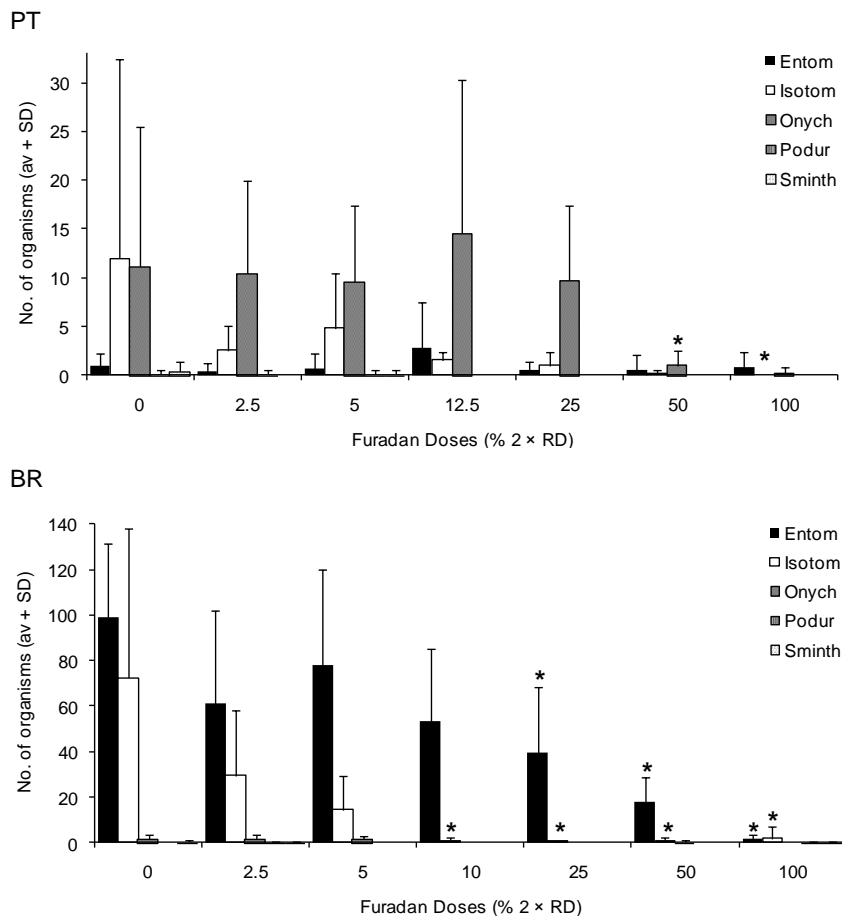 PT
No. of organisms (av + SD)
30
25
20
15
10
5
0
Entom
Isotom
Onych
Podur
Sminth
*
*
0 2.5 5 12.5 25 50 100
Furadan Doses (% 2 × RD)
BR
No. of organisms (av + SD)
140
120
100
80
60
40
20
0
Entom
Isotom
Onych
Podur
Sminth
*
*
* * * * *
0 2.5 5 10 25 50 100
Furadan Doses (% 2 × RD)